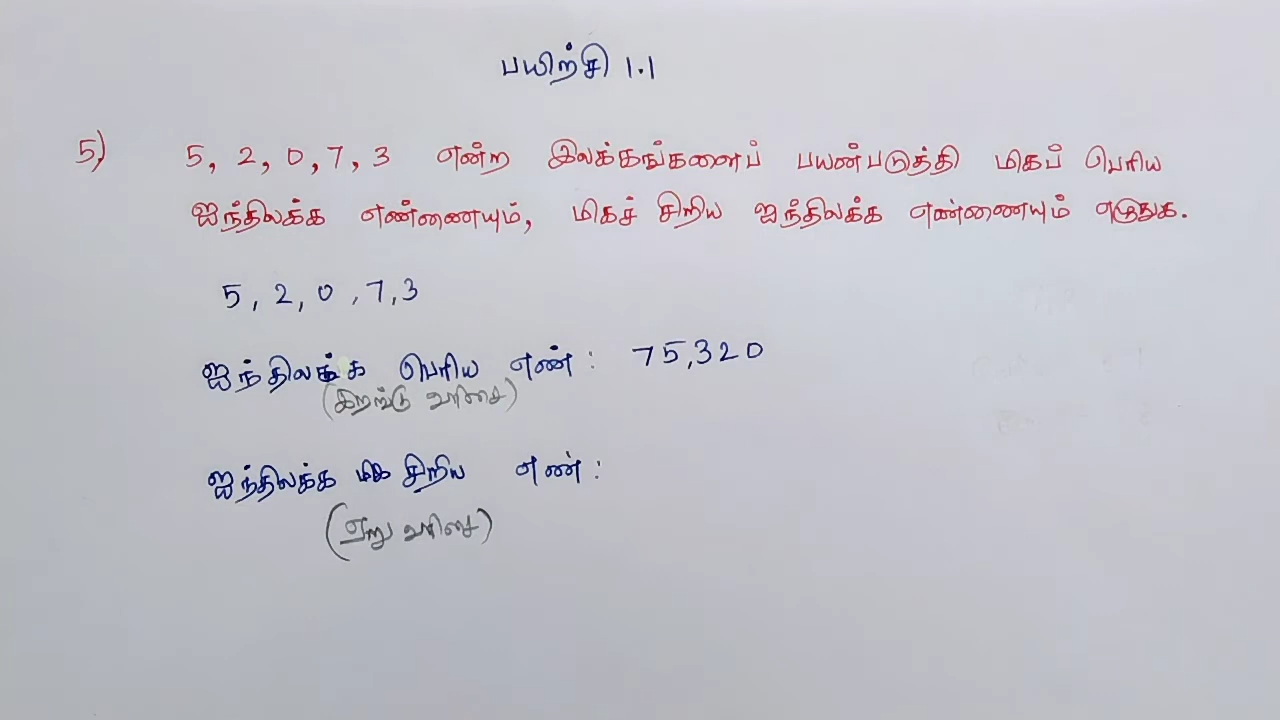 பயிற்சி 1.1
5) 5, 2, 0, 7, 3 என்ற இலக்கங்களைப் பயன்படுத்தி மிகப் பெரிய
ஐந்திலக்க எண்ணையும், மிகச் சிறிய ஐந்திலக்க எண்ணையும் எழுதுக.
5, 2, 0, 7, 3
ஐந்திலக்க பெரிய எண் : 75,320
(இறங்கு வரிசை)
ஐந்திலக்க மிக சிறிய எண் :
(ஏறு வரிசை)